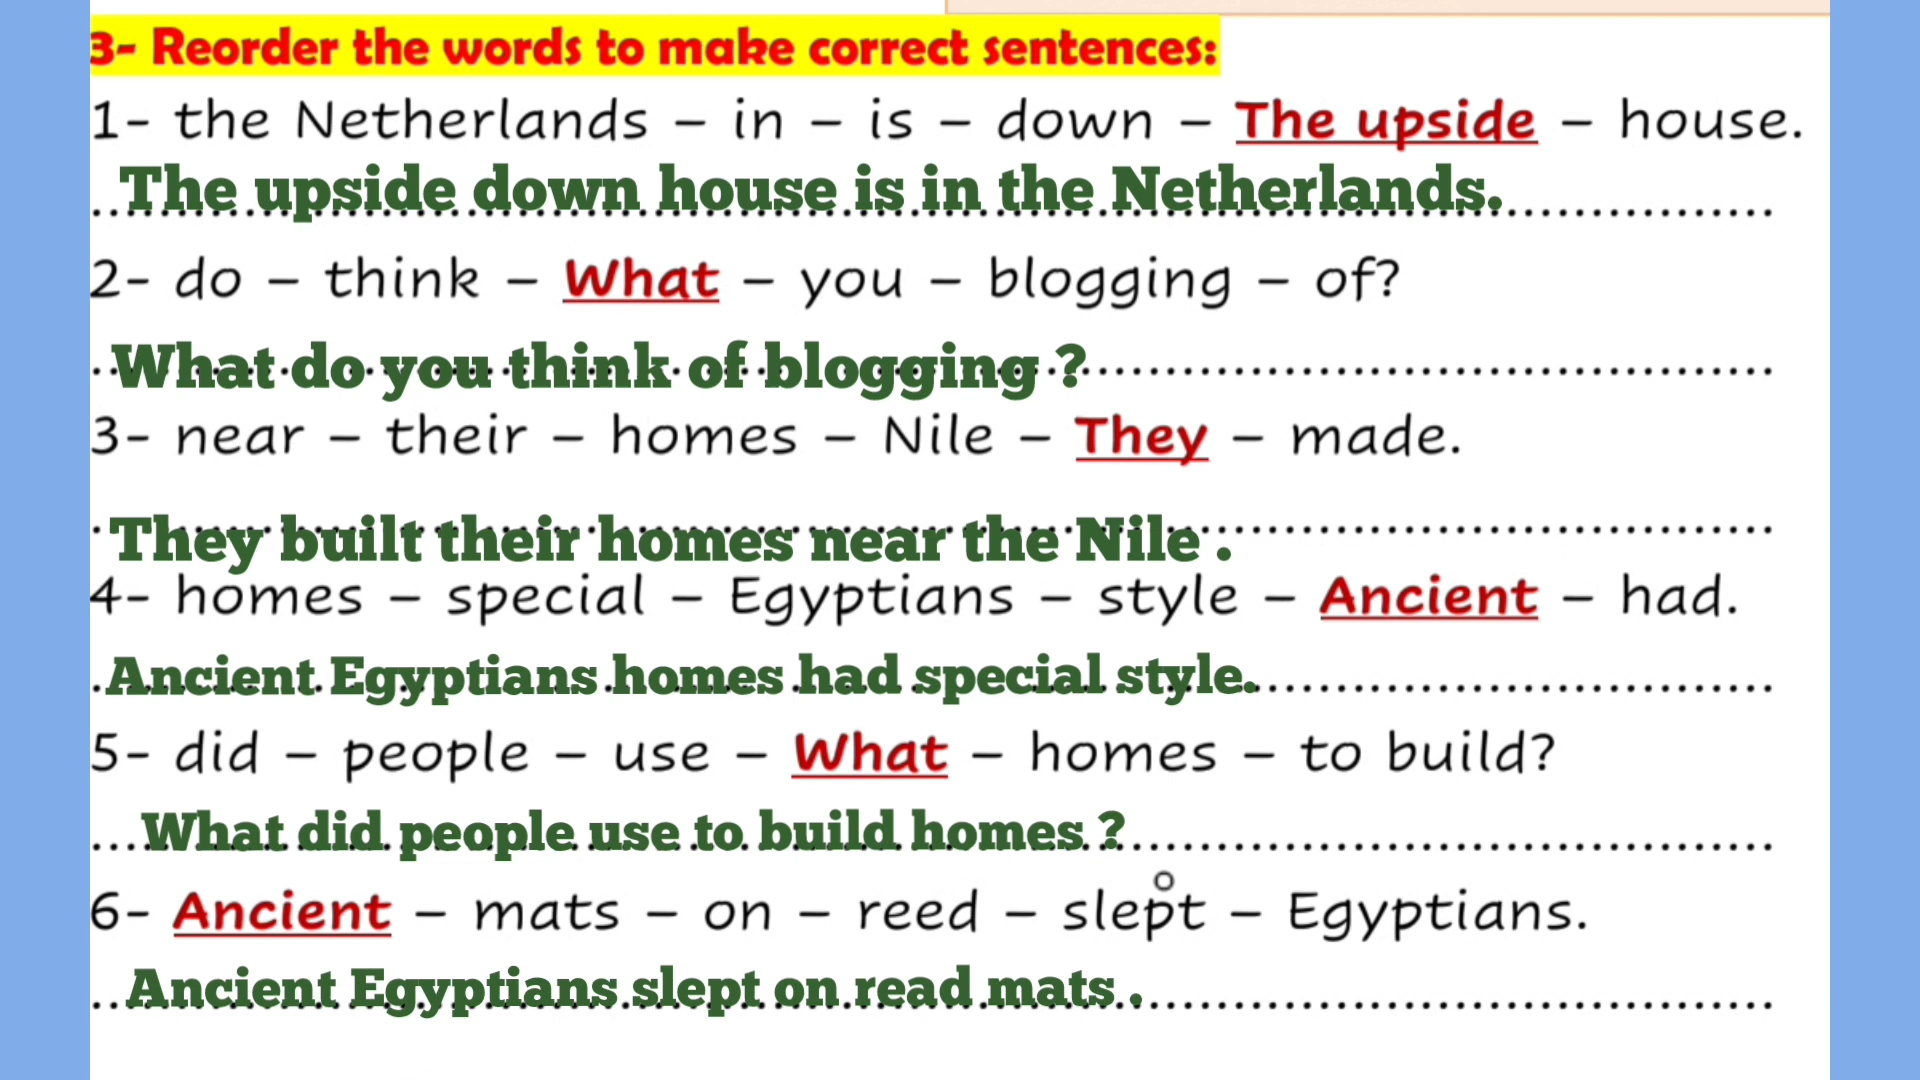 3- Reorder the words to make correct sentences:
1- the Netherlands – in – is – down – The upside – house.
The upside down house is in the Netherlands.
2- do – think – What – you – blogging – of?
What do you think of blogging ?
3- near – their – homes – Nile – They – made.
They built their homes near the Nile .
4- homes – special – Egyptians – style – Ancient – had.
Ancient Egyptians homes had special style.
5- did – people – use – What – homes – to build?
What did people use to build homes ?
6- Ancient – mats – on – reed – slept – Egyptians.
Ancient Egyptians slept on read mats .